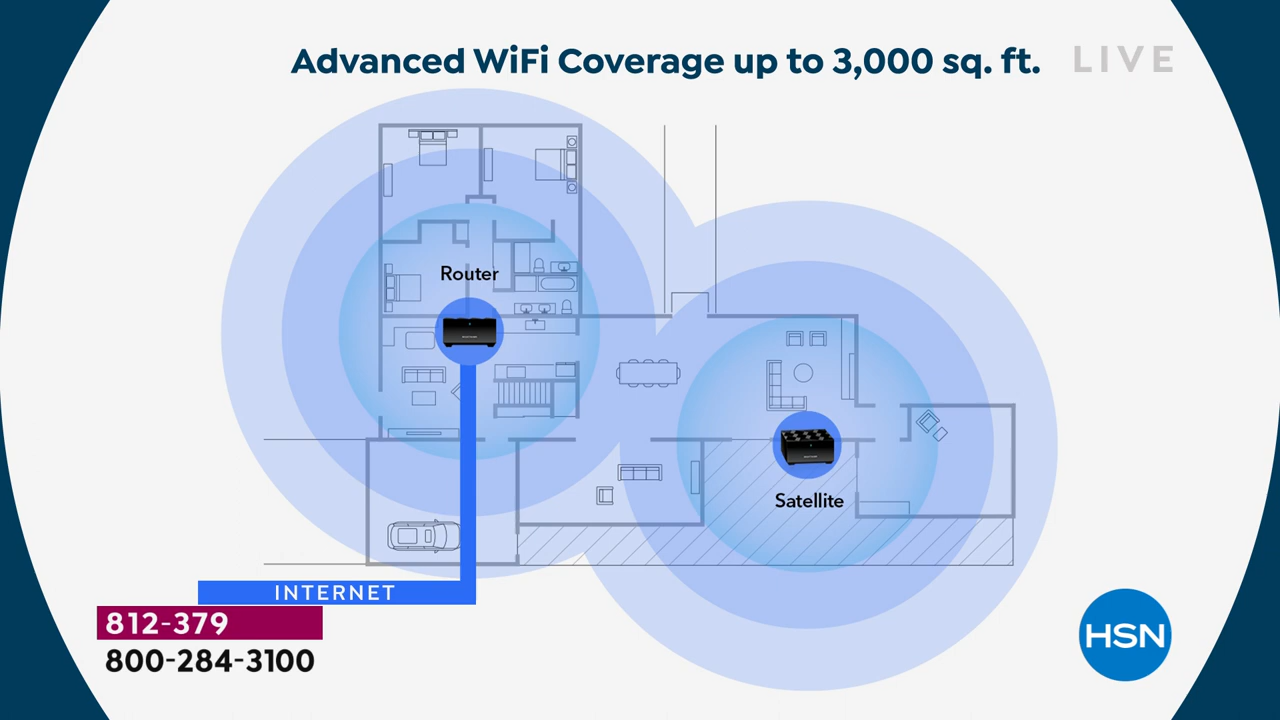 Advanced WiFi Coverage up to 3,000 sq. ft.
LIVE
Router
Satellite
INTERNET
812-379
800-284-3100
HSN